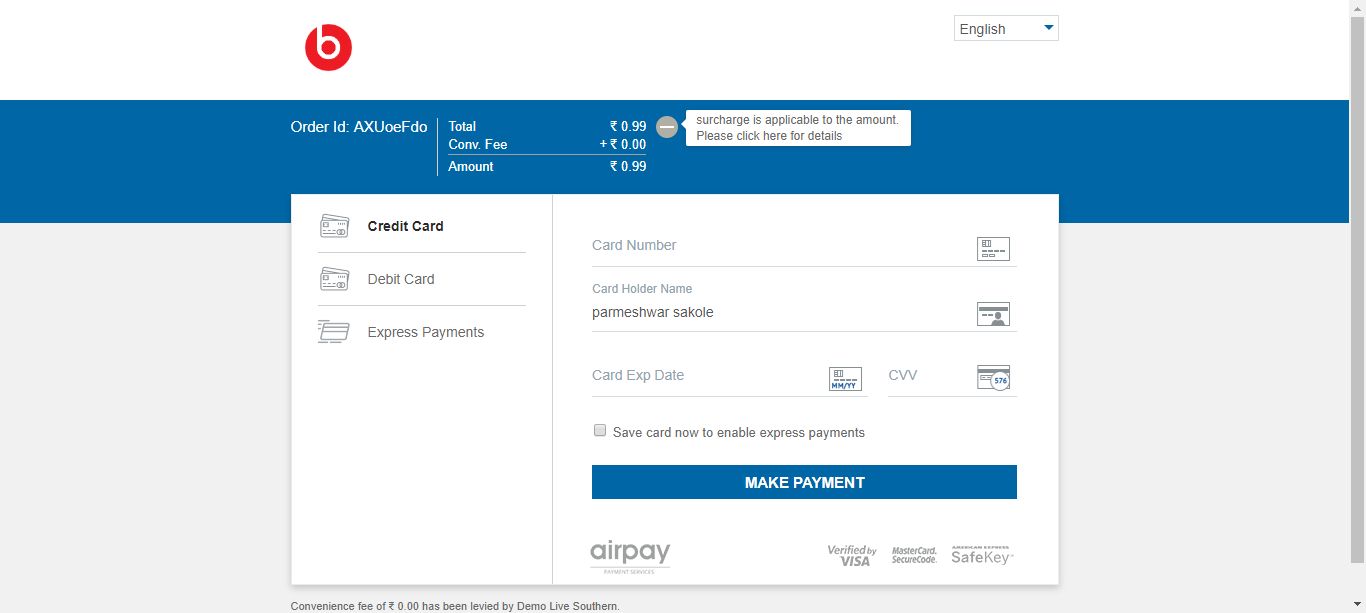 b
English
Order Id: AXUoeFdo
Total ₹ 0.99
Conv. Fee + ₹ 0.00
Amount ₹ 0.99
surcharge is applicable to the amount.
Please click here for details
Credit Card
Debit Card
Express Payments
Card Number
Card Holder Name
parmeshwar sakole
Card Exp Date
MM/YY
CVV
576
Save card now to enable express payments
MAKE PAYMENT
airpay
PAYMENT SERVICES
Verified by
VISA
MasterCard.
SecureCode.
AMERICAN EXPRESS
SafeKey
Convenience fee of ₹ 0.00 has been levied by Demo Live Southern.